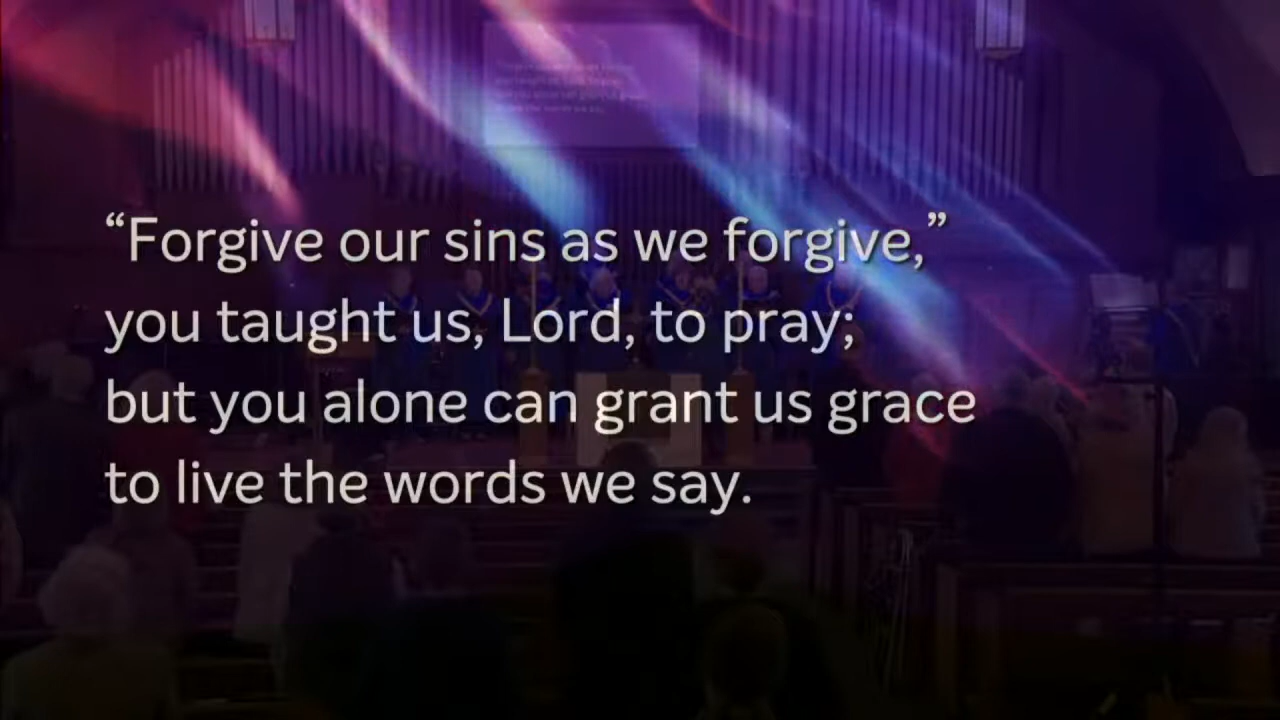 “Forgive our sins as we forgive,”
you taught us, Lord, to pray;
but you alone can grant us grace
to live the words we say.